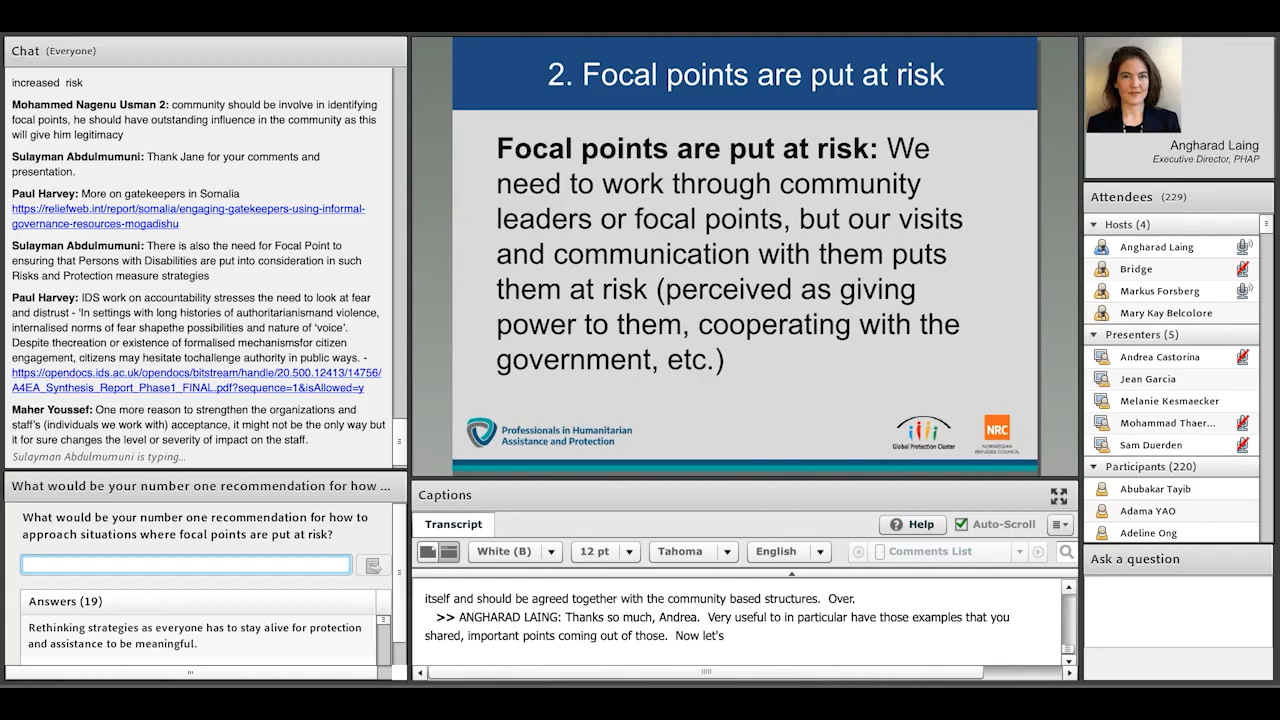 Chat (Everyone)
increased risk
Mohammed Nagenu Usman 2: community should be involve in identifying
focal points, he should have outstanding influence in the community as this
will give him legitimacy
Sulayman Abdulmumuni: Thank Jane for your comments and
presentation.
Paul Harvey: More on gatekeepers in Somalia
https://reliefweb.int/report/somalia/engaging-gatekeepers-using-informal-
governance-resources-mogadishu
Sulayman Abdulmumuni: There is also the need for Focal Point to
ensuring that Persons with Disabilities are put into consideration in such
Risks and Protection measure strategies
Paul Harvey: IDS work on accountability stresses the need to look at fear
and distrust - 'In settings with long histories of authoritarianismand violence,
internalised norms of fear shapethe possibilities and nature of 'voice'.
Despite thecreation or existence of formalised mechanismsfor citizen
engagement, citizens may hesitate tochallenge authority in public ways. -
https://opendocs.ids.ac.uk/opendocs/bitstream/handle/20.500.12413/14756/
A4EA_Synthesis_Report_Phase1_FINAL.pdf?sequence=1&isAllowed=y
Maher Youssef: One more reason to strengthen the organizations and
staff's (individuals we work with) acceptance, it might not be the only way but
it for sure changes the level or severity of impact on the staff.
Sulayman Abdulmumuni is typing...
What would be your number one recommendation for how ...
What would be your number one recommendation for how to
approach situations where focal points are put at risk?
Answers (19)
Rethinking strategies as everyone has to stay alive for protection
and assistance to be meaningful.
2. Focal points are put at risk
Focal points are put at risk: We
need to work through community
leaders or focal points, but our visits
and communication with them puts
them at risk (perceived as giving
power to them, cooperating with the
government, etc.)
Professionals in Humanitarian
Assistance and Protection
Global Protection Cluster
NRC
NORWEGIAN
REFUGEE COUNCIL
Captions
Transcript
Help
Auto-Scroll
White (B)
12 pt
Tahoma
English
Comments List
itself and should be agreed together with the community based structures. Over.
>> ANGHARAD LAING: Thanks so much, Andrea. Very useful to in particular have those examples that you
shared, important points coming out of those. Now let's
Angharad Laing
Executive Director, PHAP
Attendees (229)
Hosts (4)
Angharad Laing
Bridge
Markus Forsberg
Mary Kay Belcolore
Presenters (5)
Andrea Castorina
Jean Garcia
Melanie Kesmaecker
Mohammad Thaer...
Sam Duerden
Participants (220)
Abubakar Tayib
Adama YAO
Adeline Ong
Ask a question